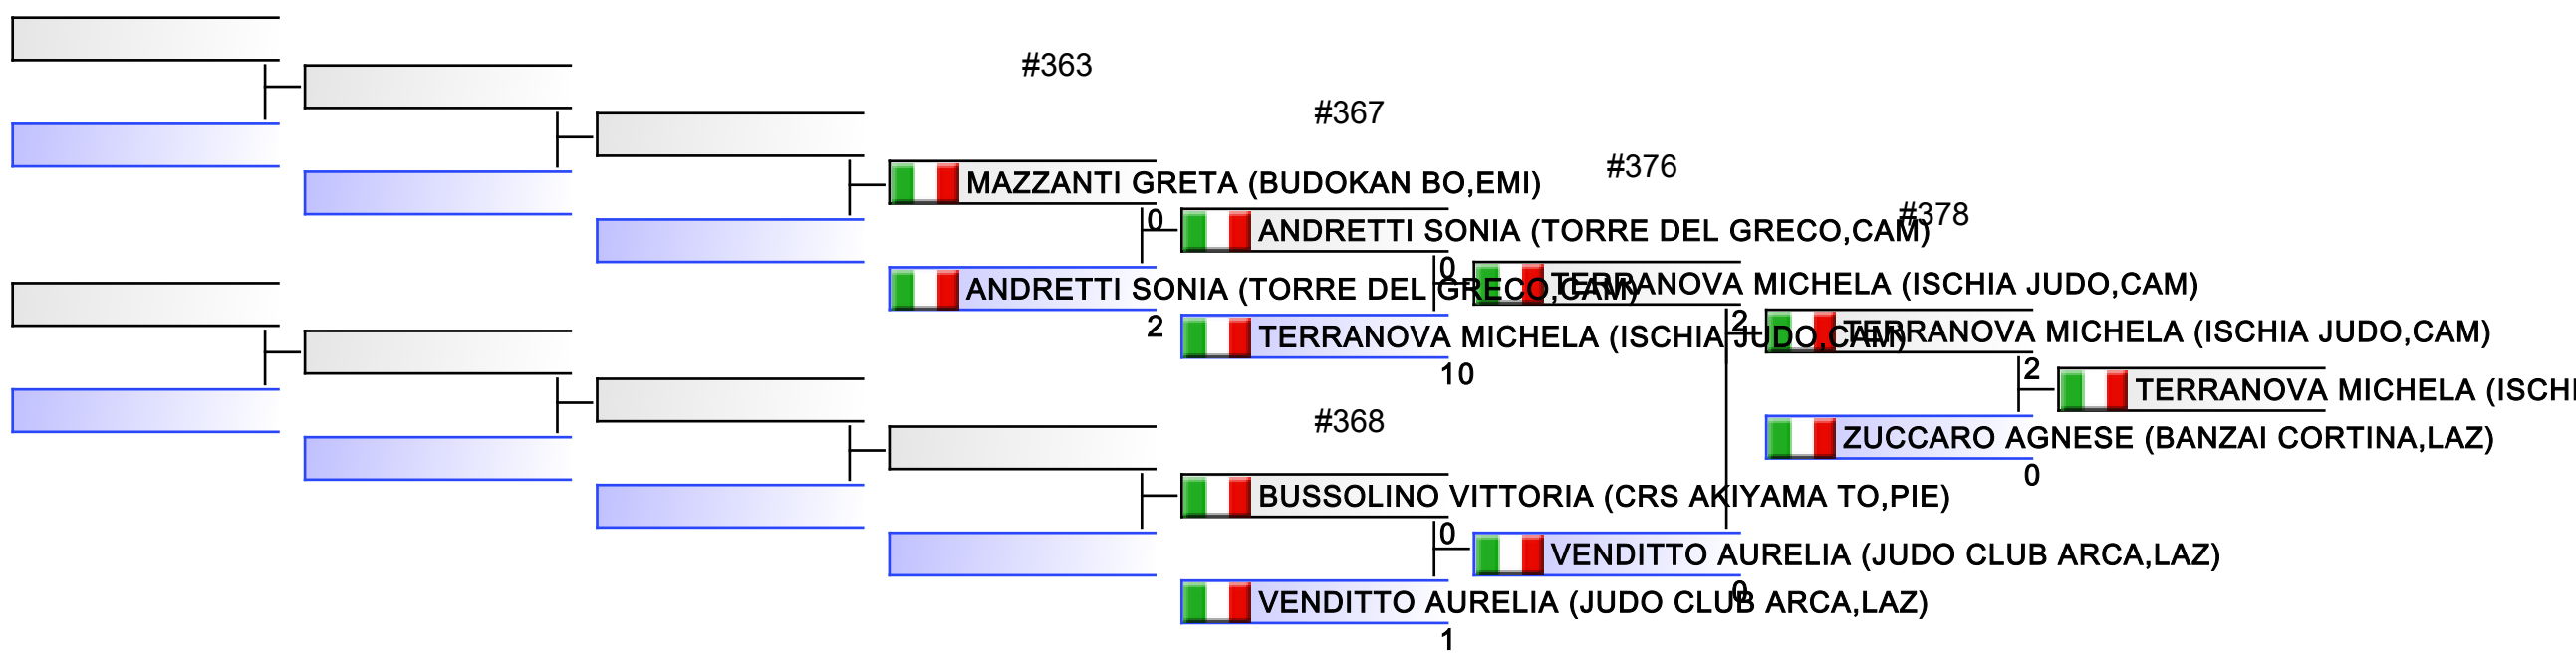 #363
#367
#376
MAZZANTI GRETA (BUDOKAN BO,EMI)
#378
0
ANDRETTI SONIA (TORRE DEL GRECO,CAM)
0
ANDRETTI SONIA (TORRE DEL GRECO,CAM)
TERRANOVA MICHELA (ISCHIA JUDO,CAM)
2
2
TERRANOVA MICHELA (ISCHIA JUDO,CAM)
TERRANOVA MICHELA (ISCHIA JUDO,CAM)
10
2
TERRANOVA MICHELA (ISCHI
#368
ZUCCARO AGNESE (BANZAI CORTINA,LAZ)
0
BUSSOLINO VITTORIA (CRS AKIYAMA TO,PIE)
0
VENDITTO AURELIA (JUDO CLUB ARCA,LAZ)
0
VENDITTO AURELIA (JUDO CLUB ARCA,LAZ)
1